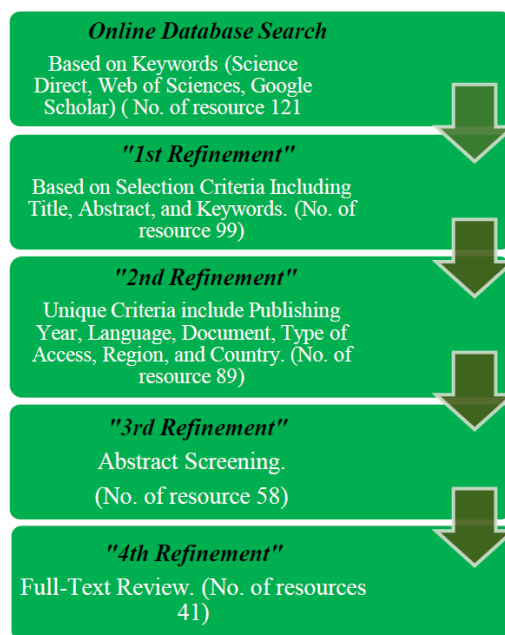 Online Database Search
Based on Keywords (Science
Direct, Web of Sciences, Google
Scholar) ( No. of resource 121
"1st Refinement"
Based on Selection Criteria Including
Title, Abstract, and Keywords. (No. of
resource 99)
"2nd Refinement"
Unique Criteria include Publishing
Year, Language, Document, Type of
Access, Region, and Country. (No. of
resource 89)
"3rd Refinement"
Abstract Screening.
(No. of resource 58)
"4th Refinement"
Full-Text Review. (No. of resources
41)